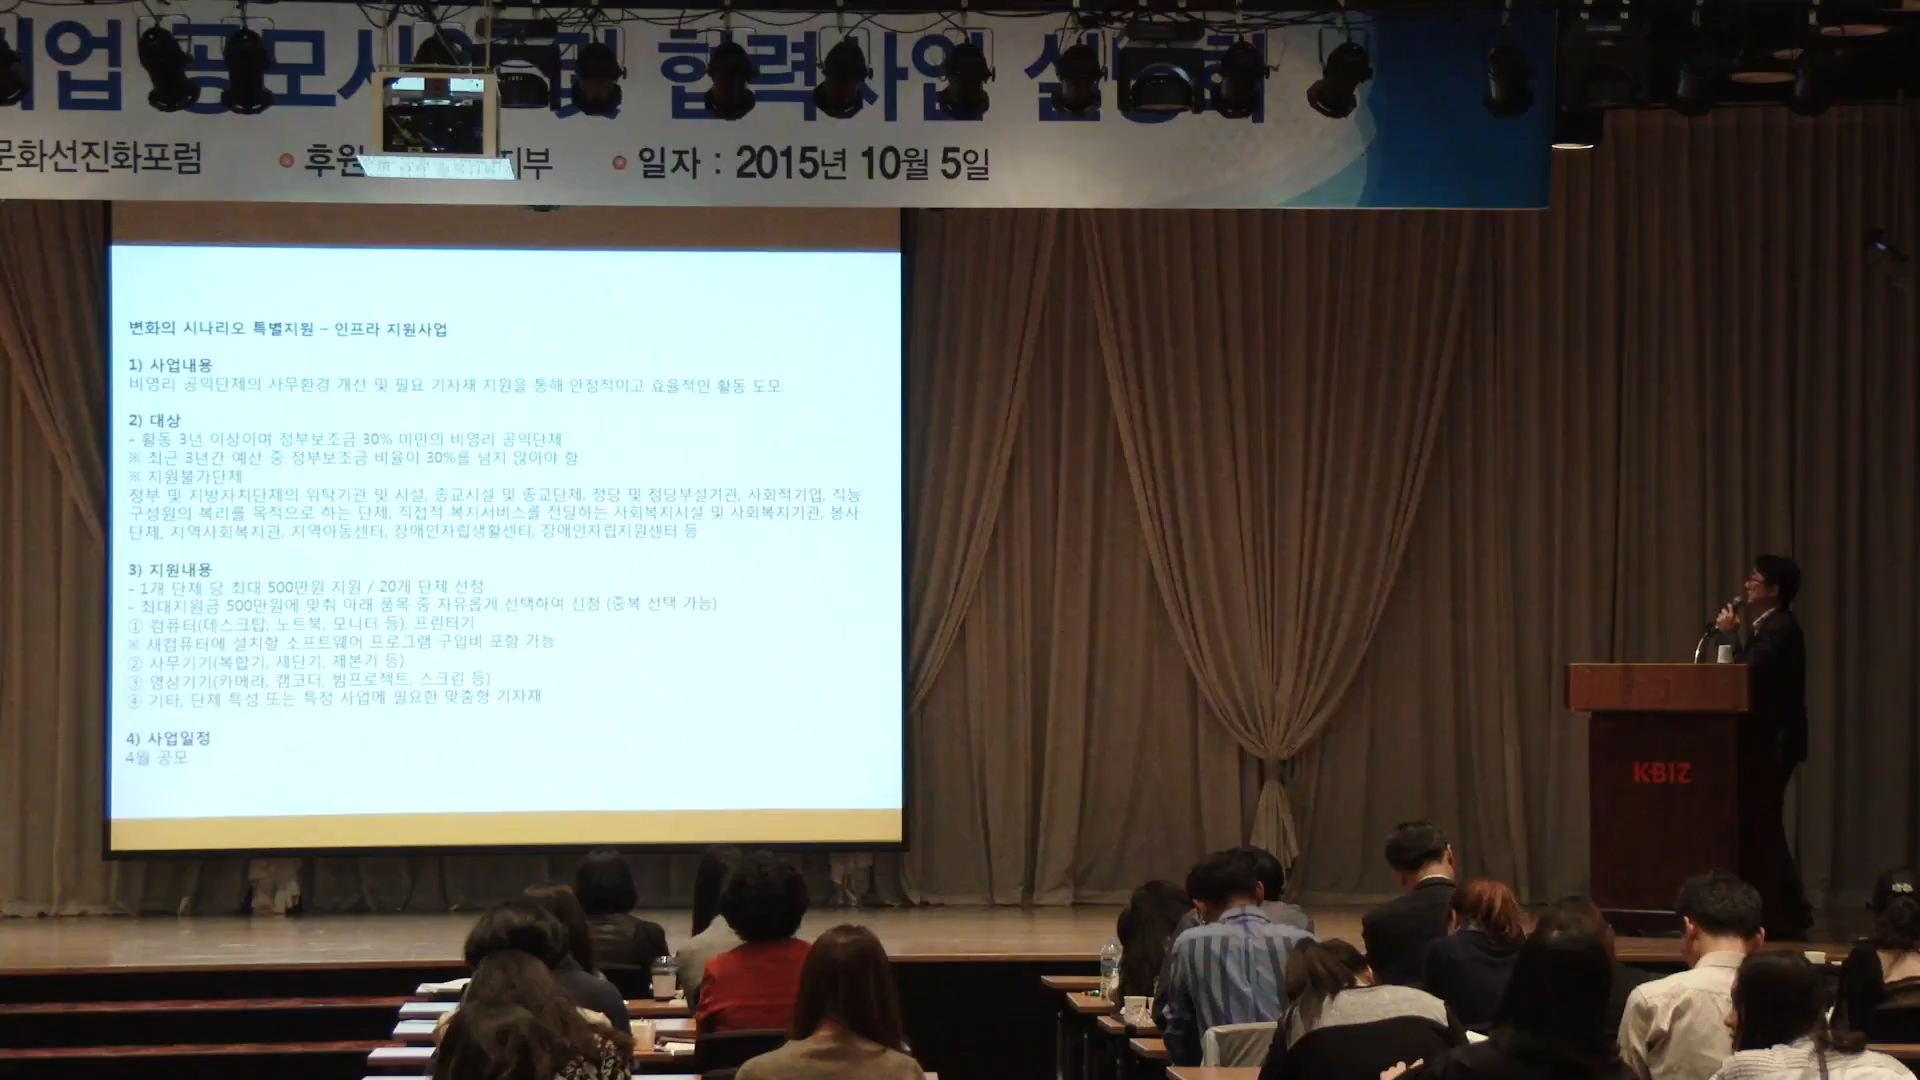 업 공모사업 및 협력사업 설명회
문화선진화포럼 후원 지부 일자 : 2015년 10월 5일
변화의 시나리오 특별지원 – 인프라 지원사업
1) 사업내용
비영리 공익단체의 사무환경 개선 및 필요 기자재 지원을 통해 안정적이고 효율적인 활동 도모.
2) 대상
- 활동 3년 이상이며 정부보조금 30% 미만의 비영리 공익단체
※ 최근 3년간 예산 중 정부보조금 비율이 30%를 넘지 않아야 함
※ 지원불가단체
정부 및 지방자치단체의 위탁기관 및 시설, 종교시설 및 종교단체, 정당 및 정당부설기관, 사회적기업, 직능
구성원의 복리를 목적으로 하는 단체, 직접적 복지서비스를 전달하는 사회복지시설 및 사회복지기관, 봉사
단체, 지역사회복지관, 지역아동센터, 장애인자립생활센터, 장애인자립지원센터 등
3) 지원내용
- 1개 단체 당 최대 500만원 지원 / 20개 단체 선정
- 최대지원금 500만원에 맞춰 아래 품목 중 자유롭게 선택하여 신청 (중복 선택 가능)
① 컴퓨터(데스크탑, 노트북, 모니터 등), 프린터기
※ 새컴퓨터에 설치할 소프트웨어 프로그램 구입비 포함 가능
② 사무기기(복합기, 세단기, 제본기 등)
③ 영상기기(카메라, 캠코더, 빔프로젝트, 스크린 등)
④ 기타, 단체 특성 또는 특정 사업에 필요한 맞춤형 기자재
4) 사업일정
4월 공모
KBIZ